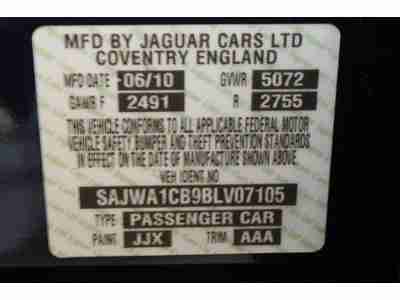 MFD BY JAGUAR CARS LTD
COVENTRY ENGLAND
MFD DATE 06/10 GVWR 5072
GAWR F 2491 R 2755
THIS VEHICLE CONFORMS TO ALL APPLICABLE FEDERAL MOTOR
VEHICLE SAFETY, BUMPER AND THEFT PREVENTION STANDARDS
IN EFFECT ON THE DATE OF MANUFACTURE SHOWN ABOVE.
VEH IDENT NO
SAJWA1CB9BLV07105
TYPE PASSENGER CAR
PAINT JJX TRIM AAA